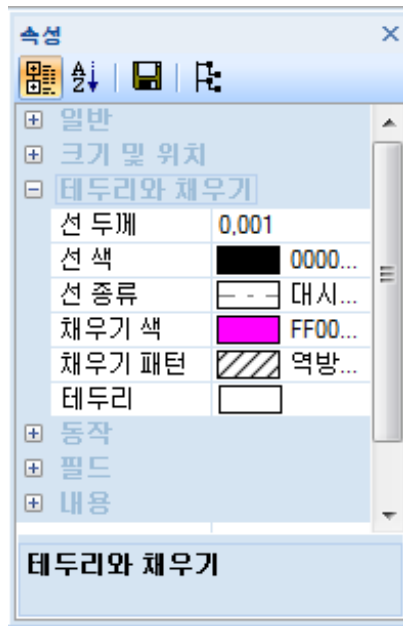 속성
일반
크기 및 위치
테두리와 채우기
선 두께 0,001
선 색 0000...
선 종류 대시...
채우기 색 FF00...
채우기 패턴 역방...
테두리
동작
필드
내용
테두리와 채우기